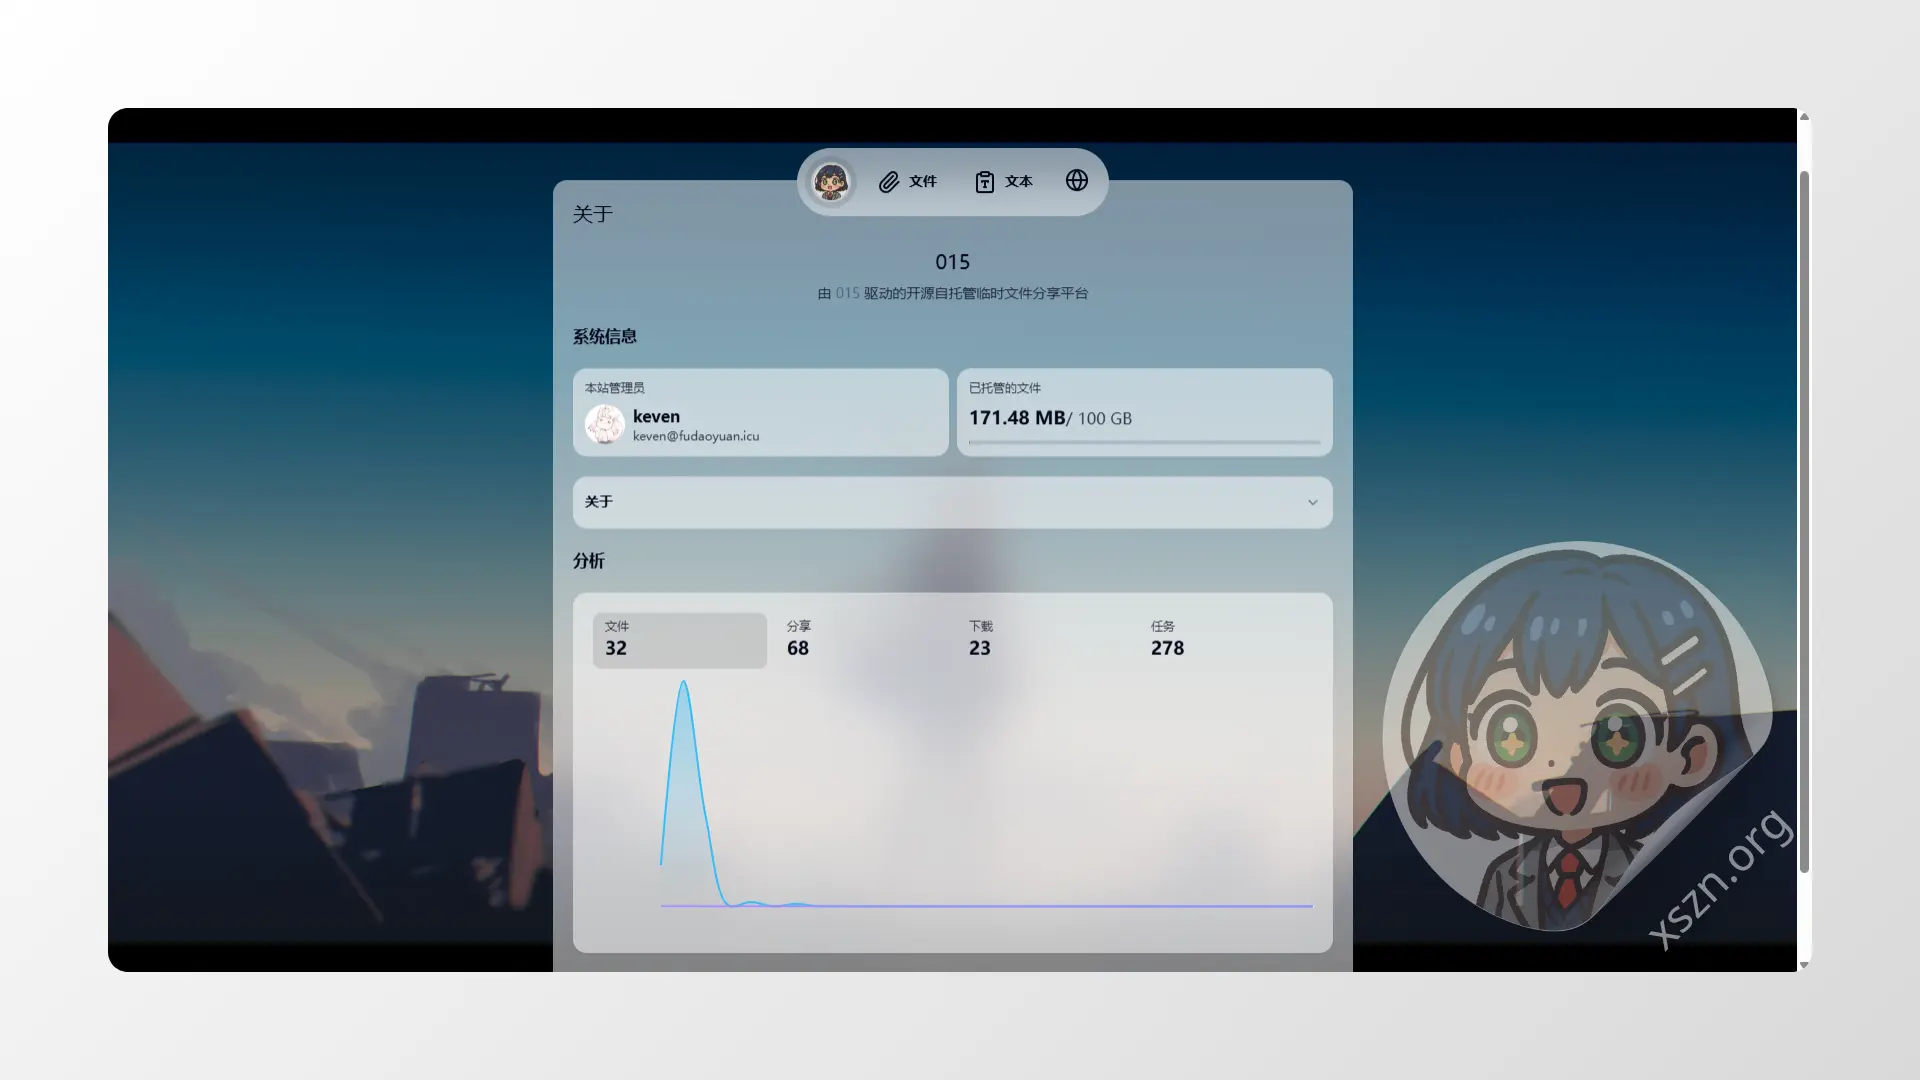 文件
文本
关于
015
由 015 驱动的开源自托管临时文件分享平台
系统信息
本站管理员
keven
keven@fudaoyuan.icu
已托管的文件
171.48 MB/ 100 GB
关于
分析
文件
32
分享
68
下载
23
任务
278
xszn.org